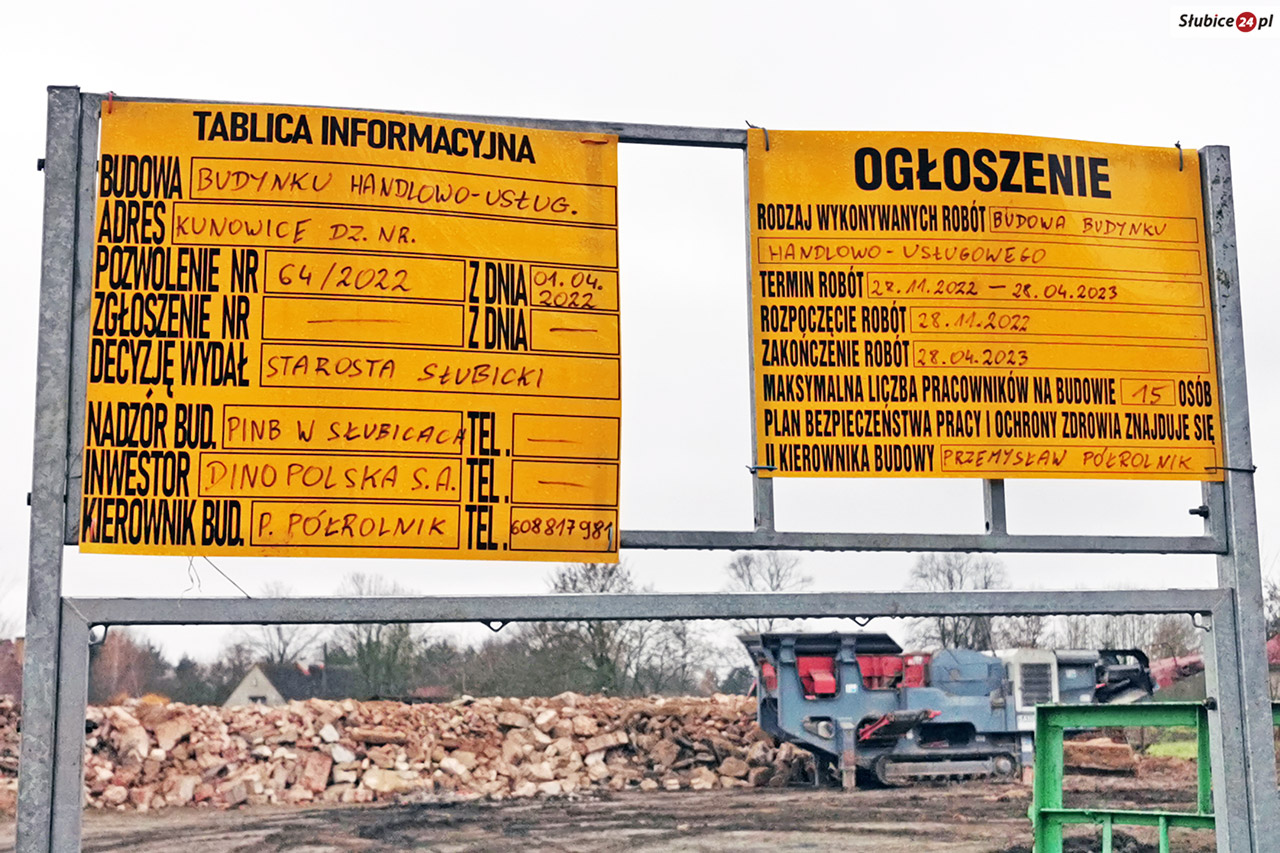 Słubice24pl
TABLICA INFORMACYJNA
BUDOWA BUDYNKU HANDLOWO-USŁUG.
ADRES KUNOWICE DZ. NR.
POZWOLENIE NR 64/2022 Z DNIA 01.04.2022
ZGŁOSZENIE NR — Z DNIA —
DECYZJĘ WYDAŁ STAROSTA SŁUBICKI
NADZÓR BUD. PINB W SŁUBICACH TEL. —
INWESTOR DINO POLSKA S.A. TEL. —
KIEROWNIK BUD. P. PÓŁROLNIK TEL. 608817981
OGŁOSZENIE
RODZAJ WYKONYWANYCH ROBÓT BUDOWA BUDYNKU
HANDLOWO-USŁUGOWEGO
TERMIN ROBÓT 28.11.2022 — 28.04.2023
ROZPOCZĘCIE ROBÓT 28.11.2022
ZAKOŃCZENIE ROBÓT 28.04.2023
MAKSYMALNA LICZBA PRACOWNIKÓW NA BUDOWIE 15 OSÓB
PLAN BEZPIECZEŃSTWA PRACY I OCHRONY ZDROWIA ZNAJDUJE SIĘ
U KIEROWNIKA BUDOWY PRZEMYSŁAW PÓŁROLNIK